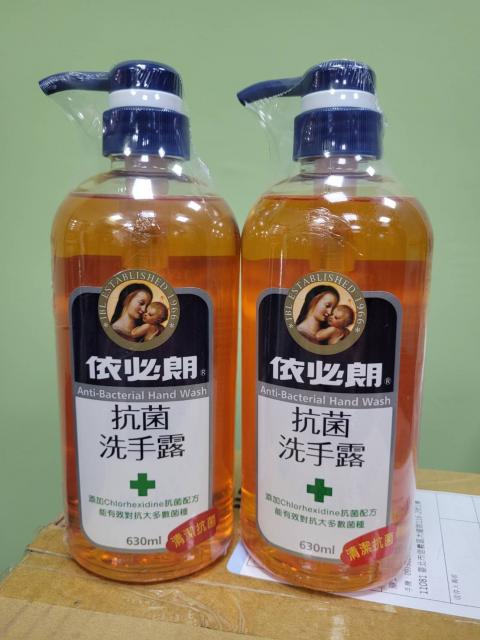 *IBL ESTABLISHED 1966*
依必朗®
Anti-Bacterial Hand Wash
抗菌
洗手露
添加Chlorhexidine抗菌配方
能有效對抗大多數菌種
630ml
清潔抗菌
*IBL ESTABLISHED 1966*
依必朗®
Anti-Bacterial Hand Wash
抗菌
洗手露
添加Chlorhexidine抗菌配方
能有效對抗大多數菌種
630ml
清潔抗菌
11081